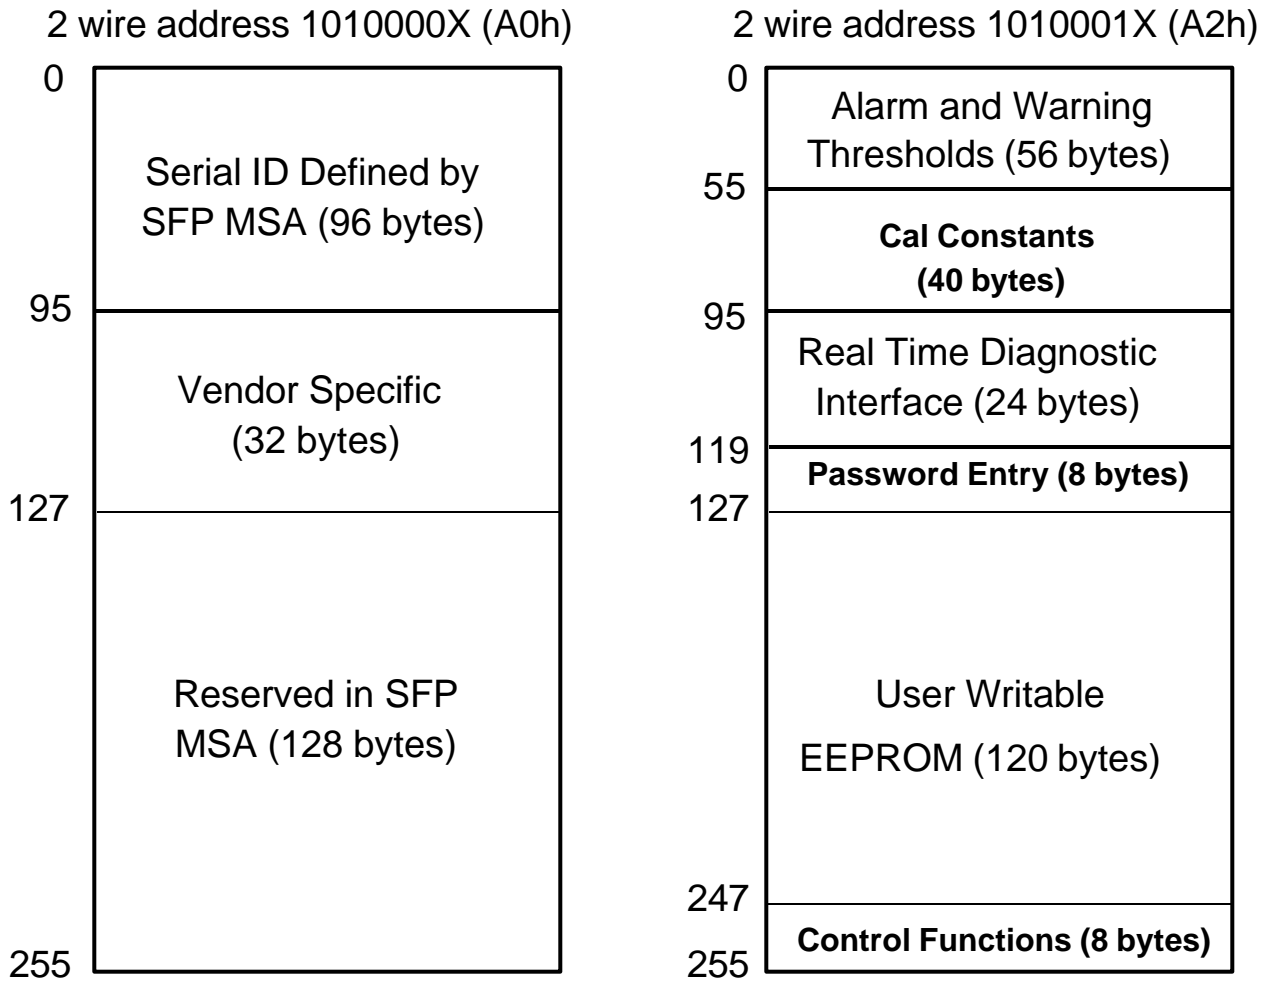 2 wire address 1010000X (A0h)
0
Serial ID Defined by
SFP MSA (96 bytes)
95
Vendor Specific
(32 bytes)
127
Reserved in SFP
MSA (128 bytes)
255
2 wire address 1010001X (A2h)
0
Alarm and Warning
Thresholds (56 bytes)
55
Cal Constants
(40 bytes)
95
Real Time Diagnostic
Interface (24 bytes)
119
Password Entry (8 bytes)
127
User Writable
EEPROM (120 bytes)
247
Control Functions (8 bytes)
255